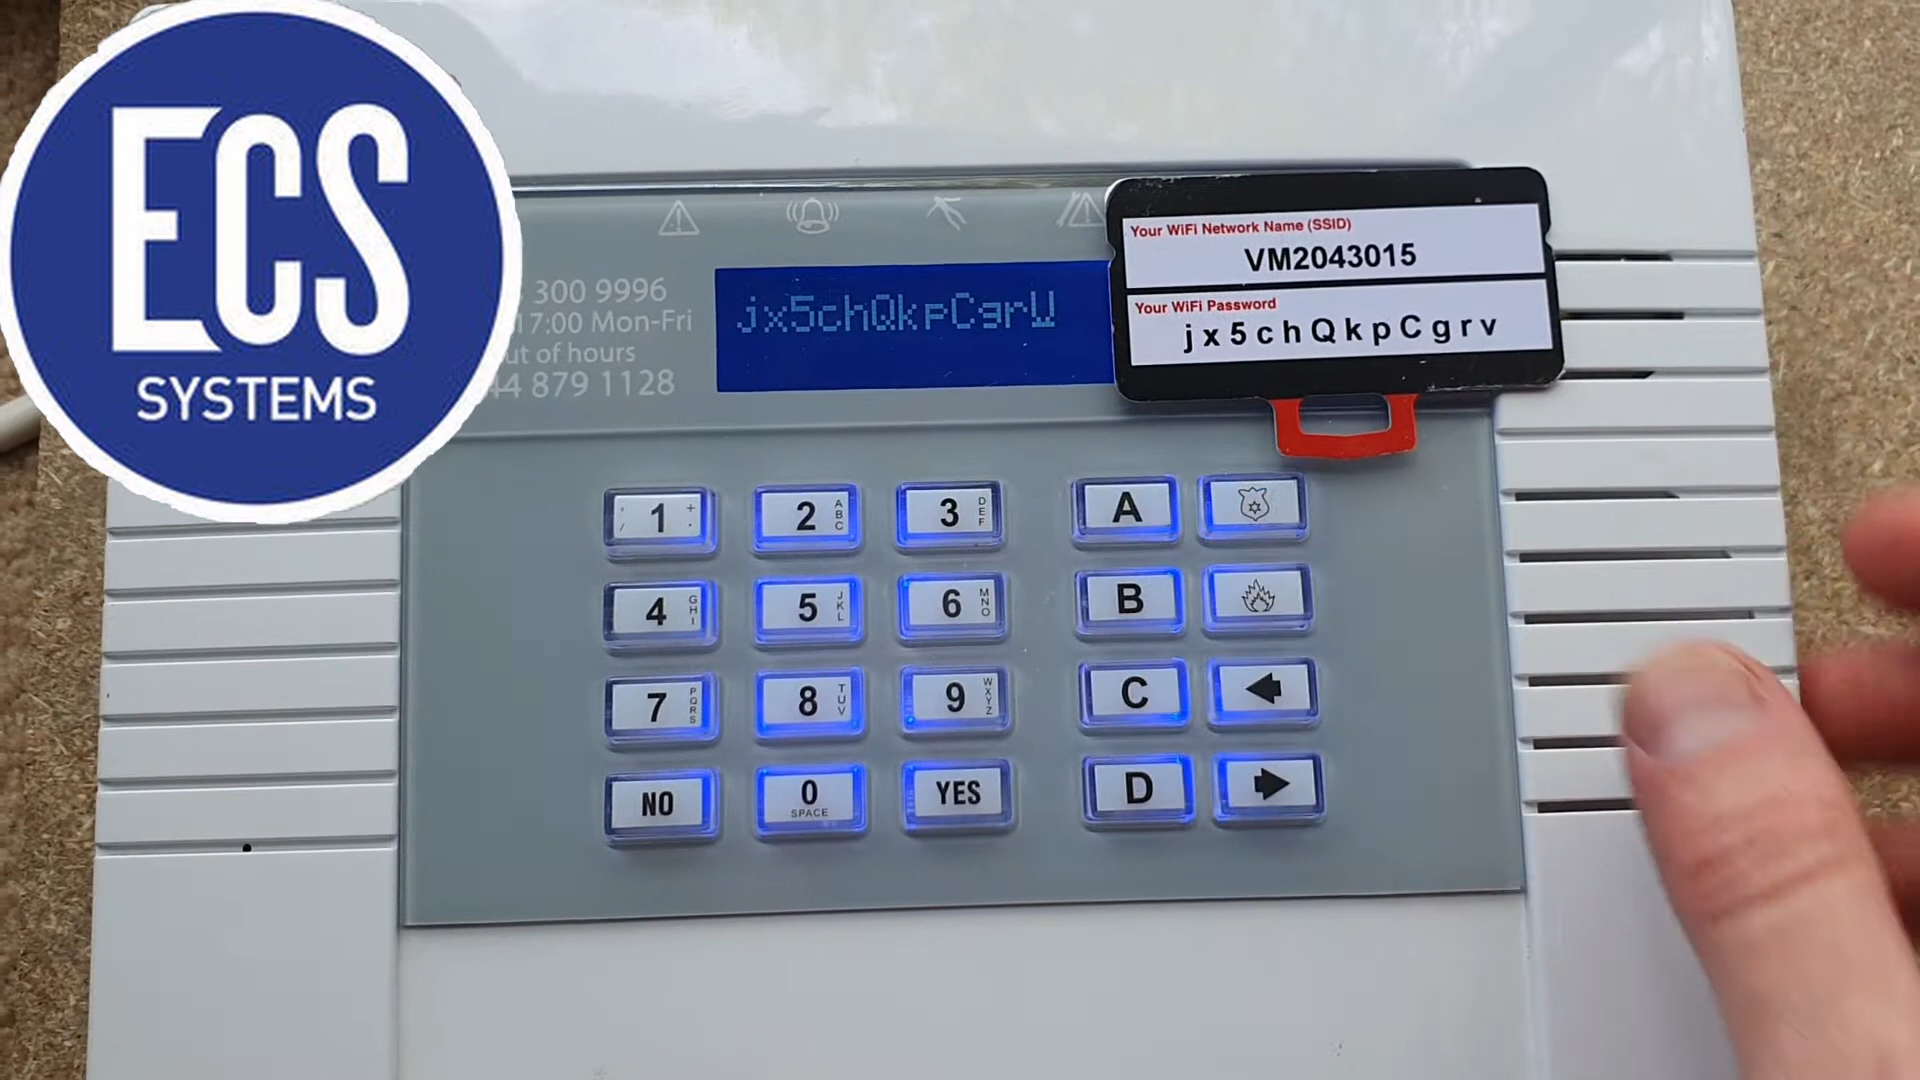 ECS
SYSTEMS
300 9996
17:00 Mon-Fri
out of hours
44 879 1128
jx5chQkpCgrW
Your WiFi Network Name (SSID)
VM2043015
Your WiFi Password
jx5chQkpCgrv
1
2 ABC
3 DEF
A
4 GHI
5 JKL
6 MNO
B
7 PQRS
8 TUV
9 WXYZ
C
NO
0 SPACE
YES
D